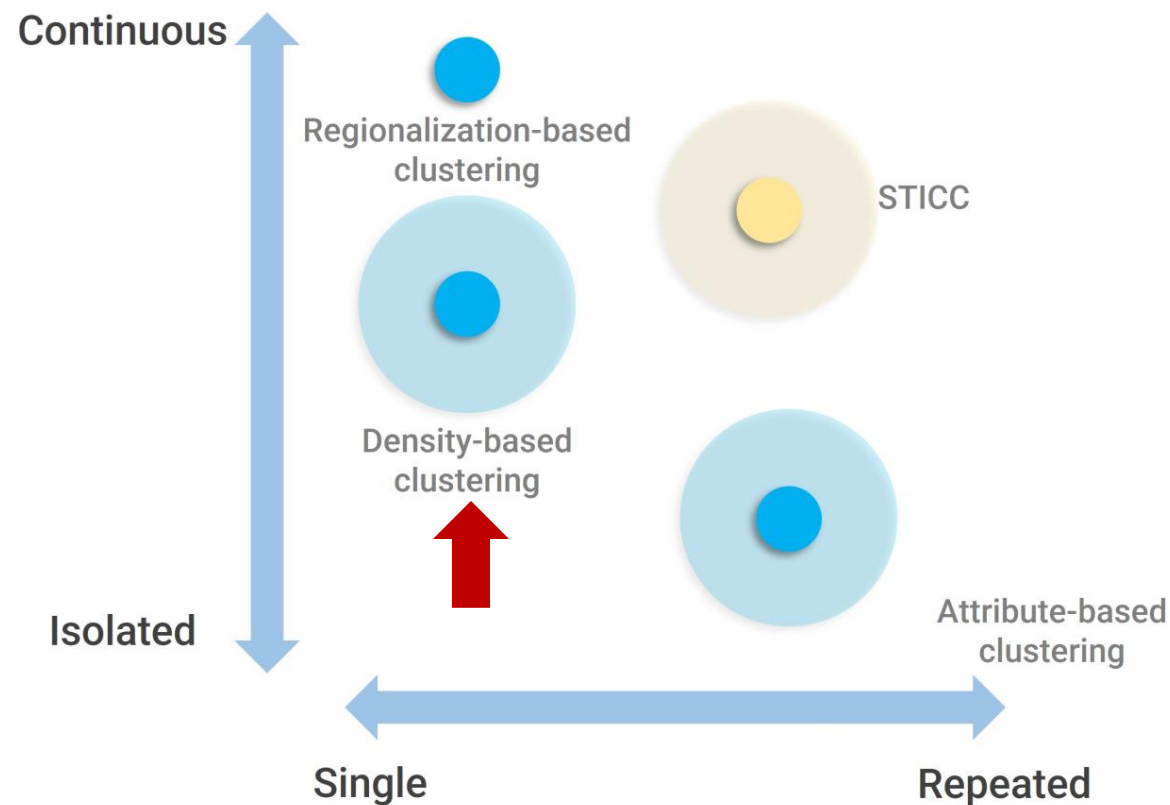 Continuous
Regionalization-based
clustering
STICC
Density-based
clustering
Isolated
Attribute-based
clustering
Single
Repeated